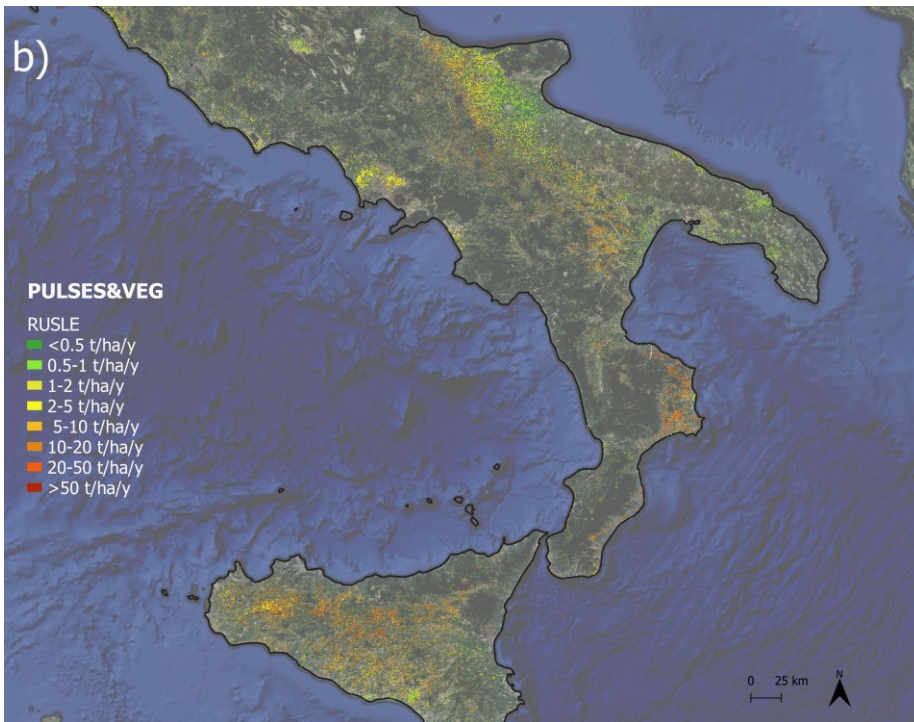 b)
PULSES&VEG
RUSLE
<0.5 t/ha/y
0.5-1 t/ha/y
1-2 t/ha/y
2-5 t/ha/y
5-10 t/ha/y
10-20 t/ha/y
20-50 t/ha/y
>50 t/ha/y
0 25 km
N